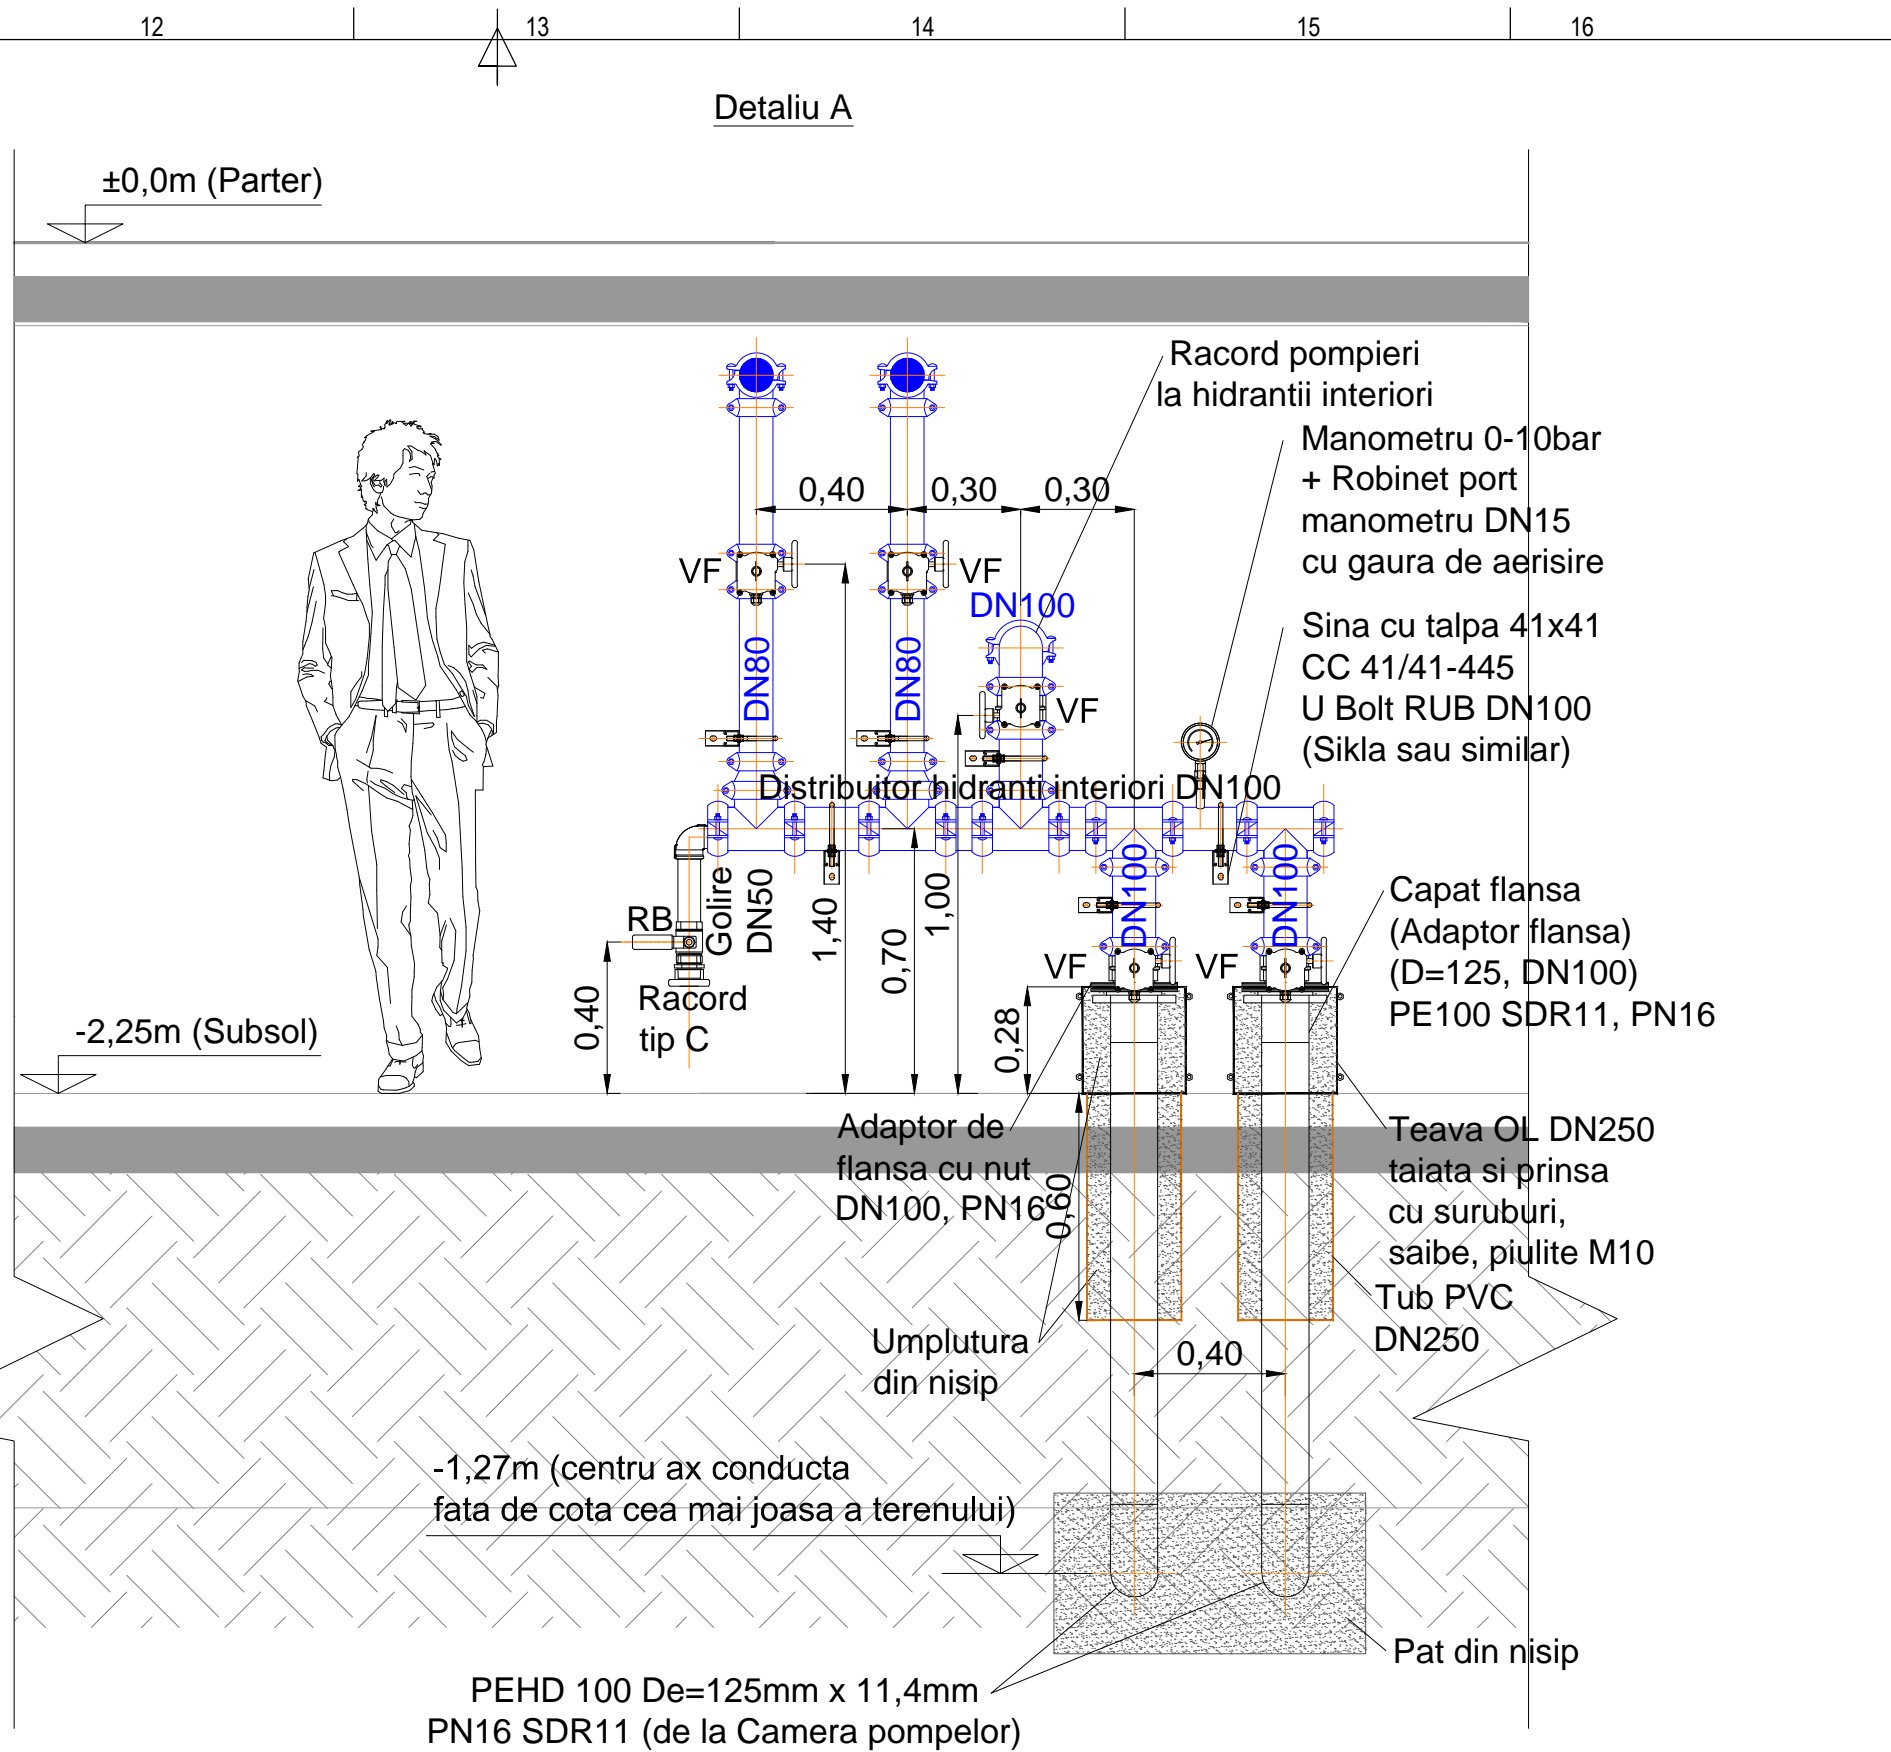 12
13
14
15
16
Detaliu A
±0,0m (Parter)
Racord pompieri
la hidrantii interiori
Manometru 0-10bar
+ Robinet port
manometru DN15
cu gaura de aerisire
0,40
0,30
0,30
VF
VF
DN100
DN80
DN80
VF
Sina cu talpa 41x41
CC 41/41-445
U Bolt RUB DN100
(Sikla sau similar)
Distribuitor hidranti interiori DN100
Golire
DN50
RB
Racord
tip C
0,40
1,40
0,70
1,00
0,28
DN100
DN100
VF
VF
Capat flansa
(Adaptor flansa)
(D=125, DN100)
PE100 SDR11, PN16
-2,25m (Subsol)
Adaptor de
flansa cu nut
DN100, PN16
0,60
Teava OL DN250
taiata si prinsa
cu suruburi,
saibe, piulite M10
Tub PVC
DN250
Umplutura
din nisip
0,40
-1,27m (centru ax conducta
fata de cota cea mai joasa a terenului)
Pat din nisip
PEHD 100 De=125mm x 11,4mm
PN16 SDR11 (de la Camera pompelor)